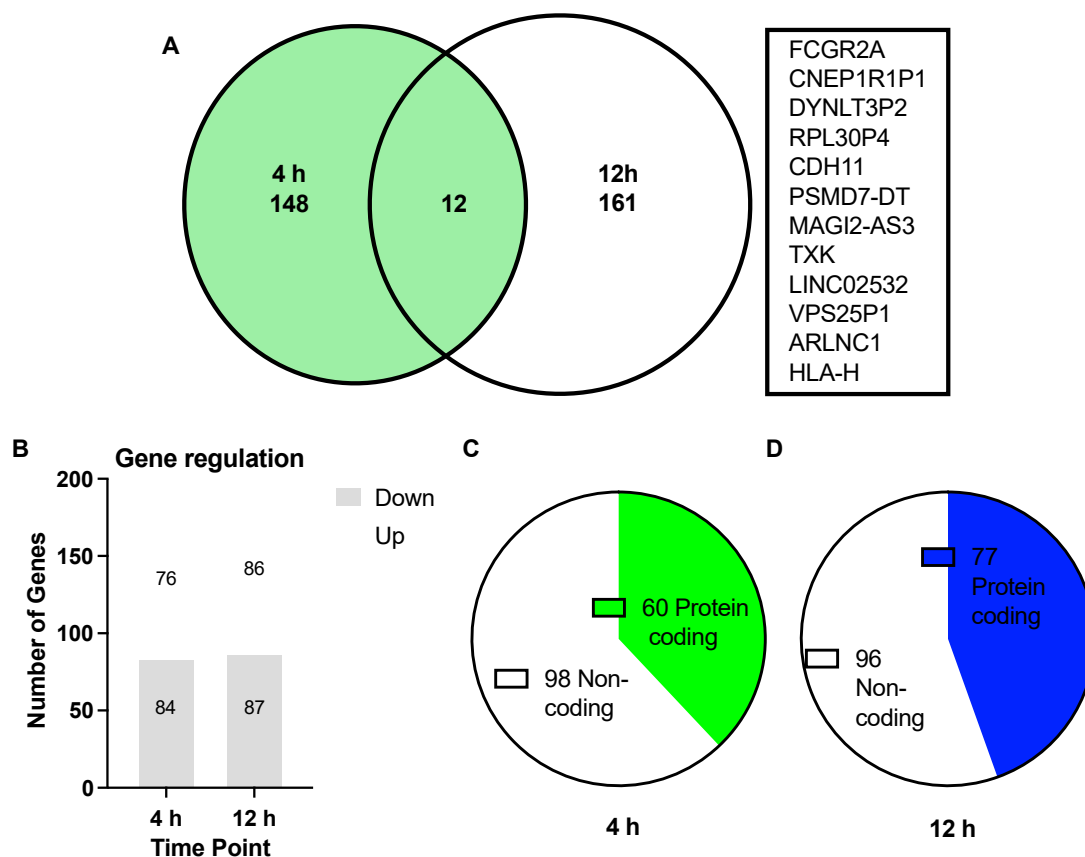 A
4 h
148
12
12h
161
FCGR2A
CNEP1R1P1
DYNLT3P2
RPL30P4
CDH11
PSMD7-DT
MAGI2-AS3
TXK
LINC02532
VPS25P1
ARLNC1
HLA-H
B
Gene regulation
Number of Genes
200
150
100
50
0
76
86
84
87
4 h
12 h
Time Point
Down
Up
C
60 Protein
coding
98 Non-
coding
4 h
D
77
Protein
coding
96
Non-
coding
12 h